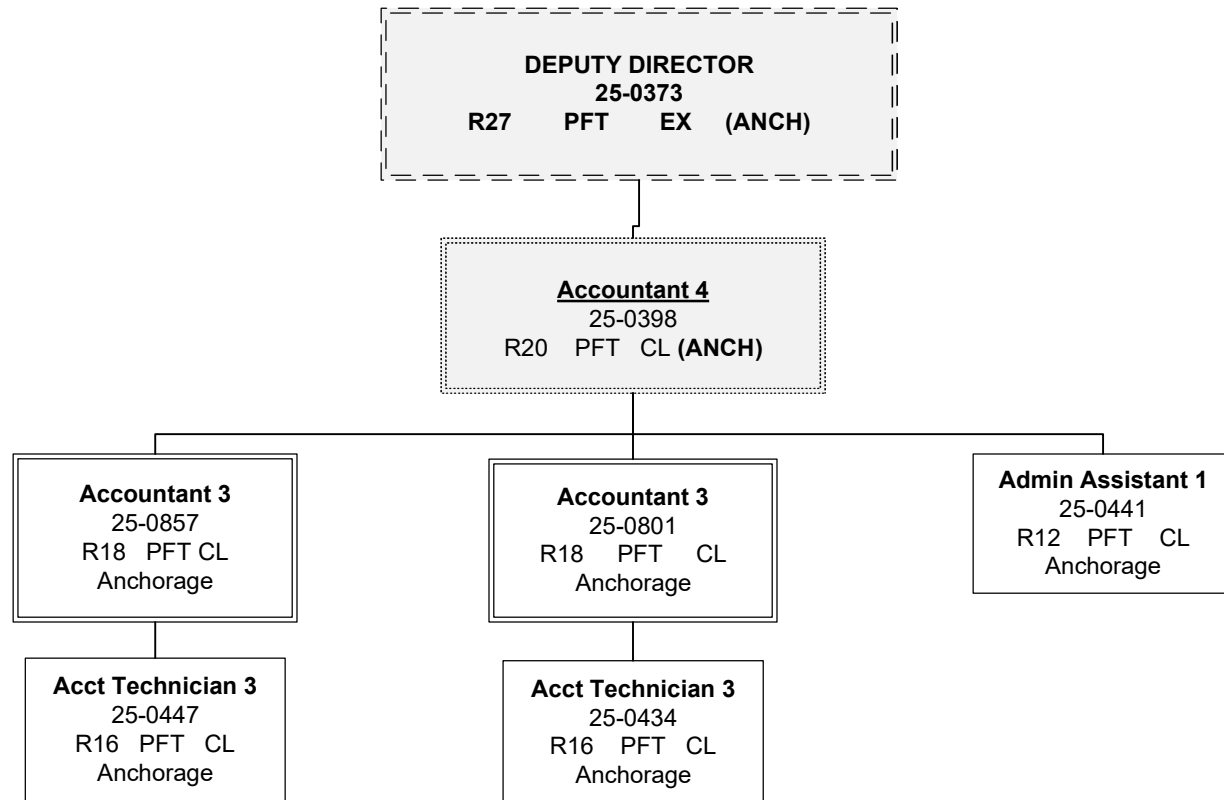 DEPUTY DIRECTOR
25-0373
R27 PFT EX (ANCH)
Accountant 4
25-0398
R20 PFT CL (ANCH)
Accountant 3
25-0857
R18 PFT CL
Anchorage
Accountant 3
25-0801
R18 PFT CL
Anchorage
Admin Assistant 1
25-0441
R12 PFT CL
Anchorage
Acct Technician 3
25-0447
R16 PFT CL
Anchorage
Acct Technician 3
25-0434
R16 PFT CL
Anchorage